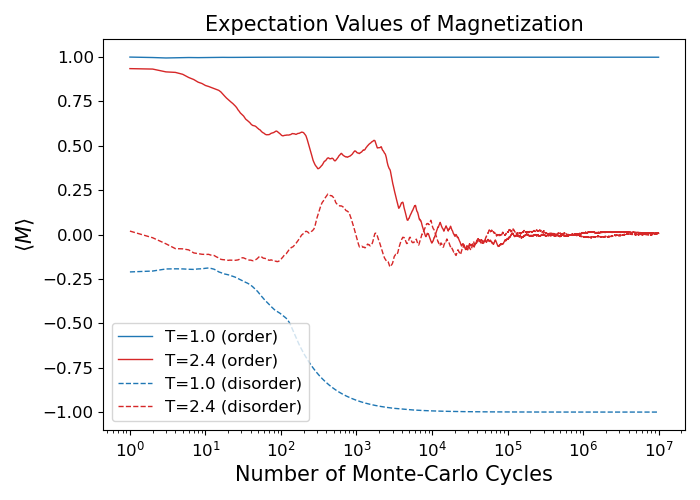 Expectation Values of Magnetization
1.00
0.75
0.50
0.25
0.00
−0.25
−0.50
−0.75
−1.00
⟨M⟩
T=1.0 (order)
T=2.4 (order)
T=1.0 (disorder)
T=2.4 (disorder)
10⁰ 10¹ 10² 10³ 10⁴ 10⁵ 10⁶ 10⁷
Number of Monte-Carlo Cycles